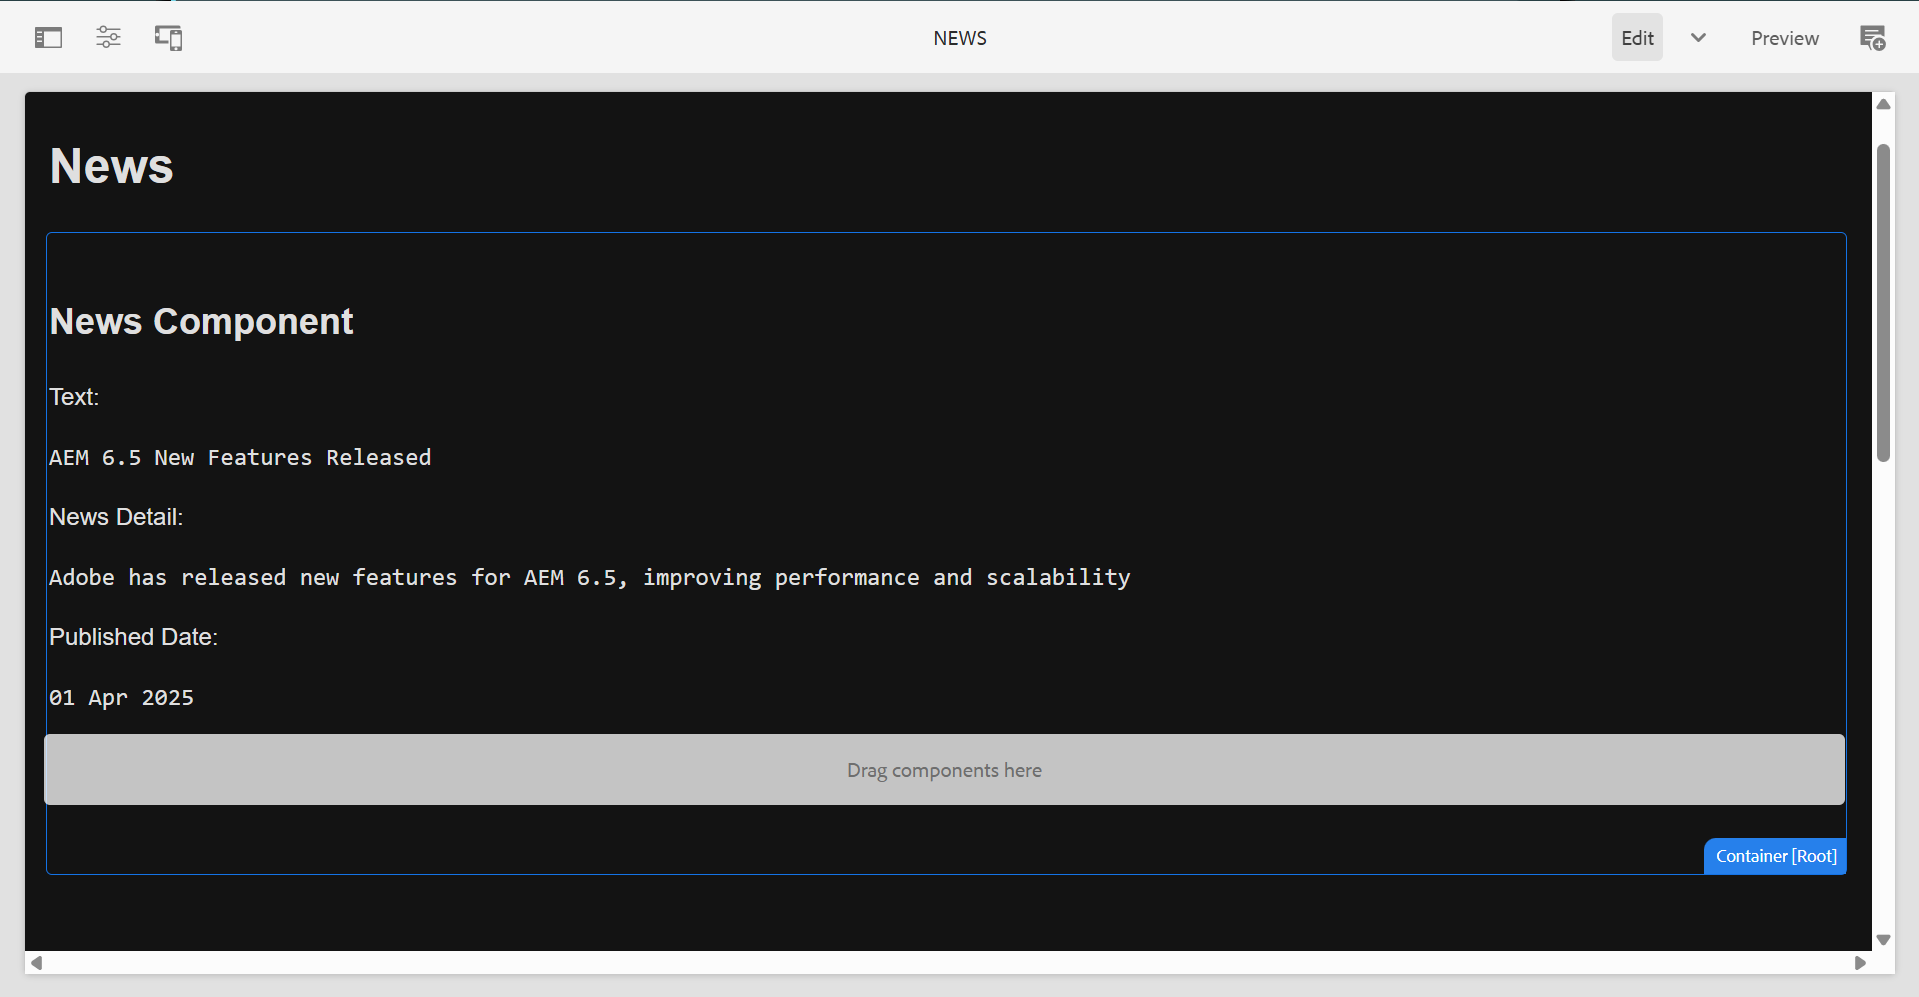 NEWS
Edit
Preview
News
News Component
Text:
AEM 6.5 New Features Released
News Detail:
Adobe has released new features for AEM 6.5, improving performance and scalability
Published Date:
01 Apr 2025
Drag components here
Container [Root]